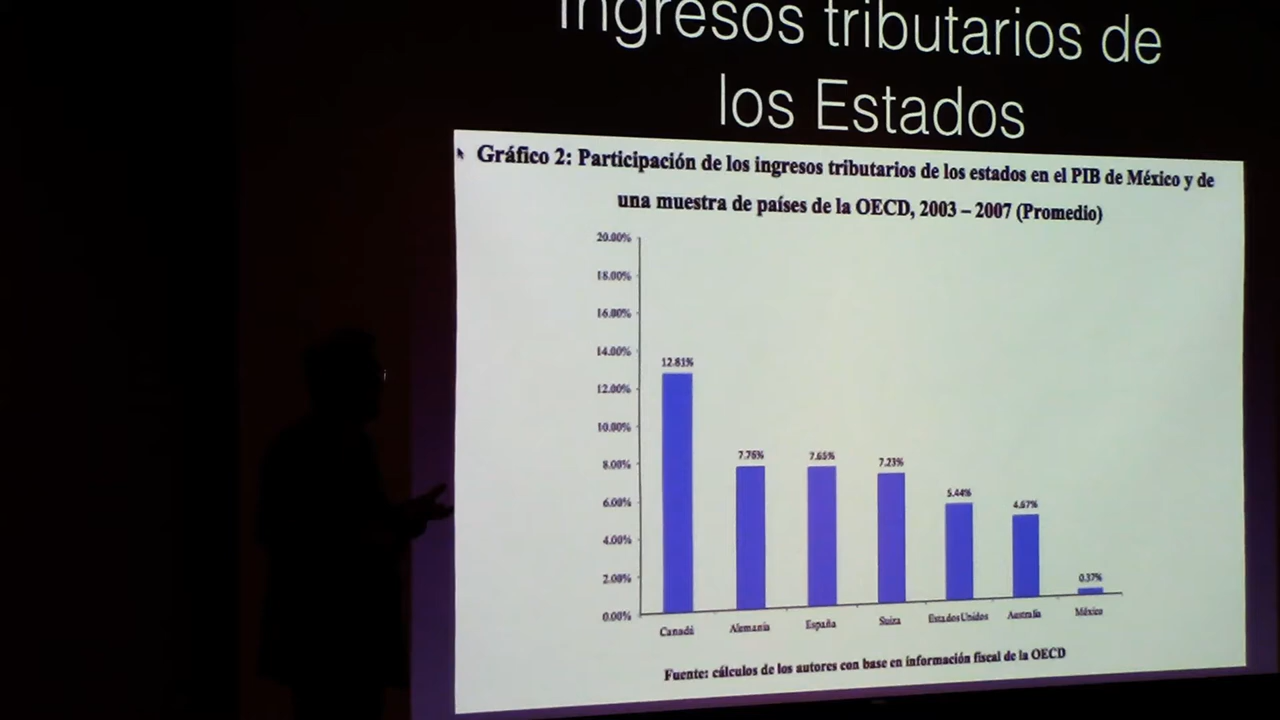 Ingresos tributarios de
los Estados
Gráfico 2: Participación de los ingresos tributarios de los estados en el PIB de México y de
una muestra de países de la OECD, 2003 – 2007 (Promedio)
20.00%
18.00%
16.00%
14.00%
12.00%
10.00%
8.00%
6.00%
4.00%
2.00%
0.00%
12.81%
7.76%
7.65%
7.23%
5.44%
4.67%
0.37%
Canadá
Alemania
España
Suiza
Estados Unidos
Australia
México
Fuente: cálculos de los autores con base en información fiscal de la OECD